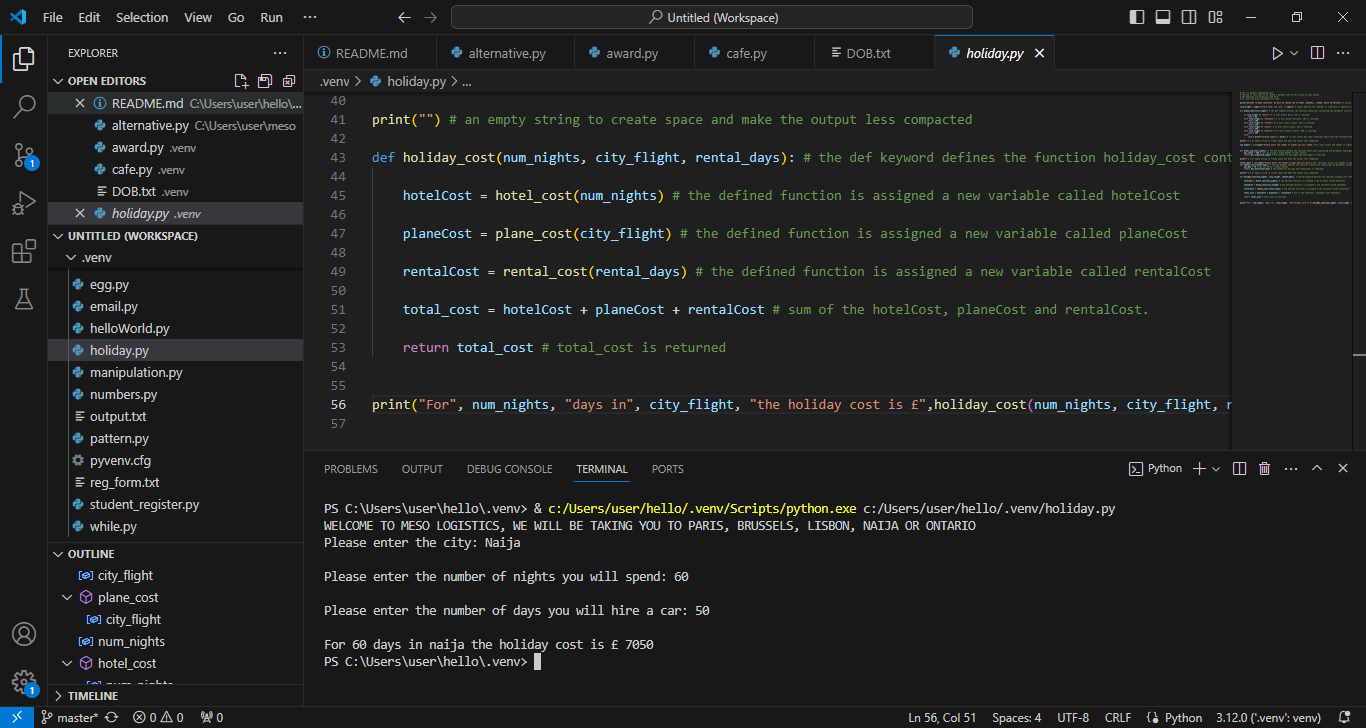 File Edit Selection View Go Run ··· Untitled (Workspace)
EXPLORER ···
README.md alternative.py award.py cafe.py DOB.txt holiday.py
OPEN EDITORS
.venv > holiday.py > ...
README.md C:\Users\user\hello\...
alternative.py C:\Users\user\meso
award.py .venv
cafe.py .venv
DOB.txt .venv
holiday.py .venv
UNTITLED (WORKSPACE)
.venv
egg.py
email.py
helloWorld.py
holiday.py
manipulation.py
numbers.py
output.txt
pattern.py
pyvenv.cfg
reg_form.txt
student_register.py
while.py
OUTLINE
city_flight
plane_cost
city_flight
num_nights
hotel_cost
TIMELINE
40
41 print("") # an empty string to create space and make the output less compacted
42
43 def holiday_cost(num_nights, city_flight, rental_days): # the def keyword defines the function holiday_cost cont
44
45 hotelCost = hotel_cost(num_nights) # the defined function is assigned a new variable called hotelCost
46
47 planeCost = plane_cost(city_flight) # the defined function is assigned a new variable called planeCost
48
49 rentalCost = rental_cost(rental_days) # the defined function is assigned a new variable called rentalCost
50
51 total_cost = hotelCost + planeCost + rentalCost # sum of the hotelCost, planeCost and rentalCost.
52
53 return total_cost # total_cost is returned
54
55
56 print("For", num_nights, "days in", city_flight, "the holiday cost is £",holiday_cost(num_nights, city_flight, r
57
PROBLEMS OUTPUT DEBUG CONSOLE TERMINAL PORTS Python
PS C:\Users\user\hello\.venv> & c:/Users/user/hello/.venv/Scripts/python.exe c:/Users/user/hello/.venv/holiday.py
WELCOME TO MESO LOGISTICS, WE WILL BE TAKING YOU TO PARIS, BRUSSELS, LISBON, NAIJA OR ONTARIO
Please enter the city: Naija
Please enter the number of nights you will spend: 60
Please enter the number of days you will hire a car: 50
For 60 days in naija the holiday cost is £ 7050
PS C:\Users\user\hello\.venv>
1
1
master* 0 0 0 Ln 56, Col 51 Spaces: 4 UTF-8 CRLF Python 3.12.0 ('.venv': venv)